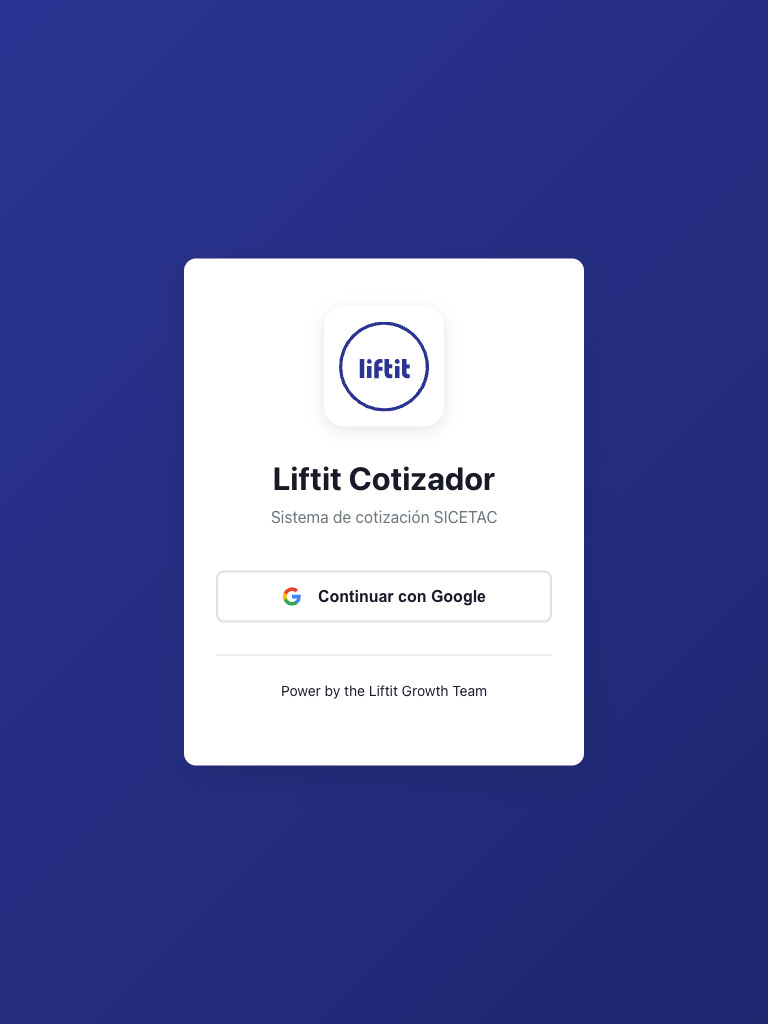 liftit
Liftit Cotizador
Sistema de cotización SICETAC
Continuar con Google
Power by the Liftit Growth Team